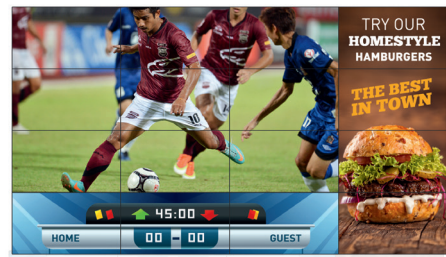 TRY OUR
HOMESTYLE
HAMBURGERS
THE BEST
IN TOWN
10
45:00
HOME
00 - 00
GUEST